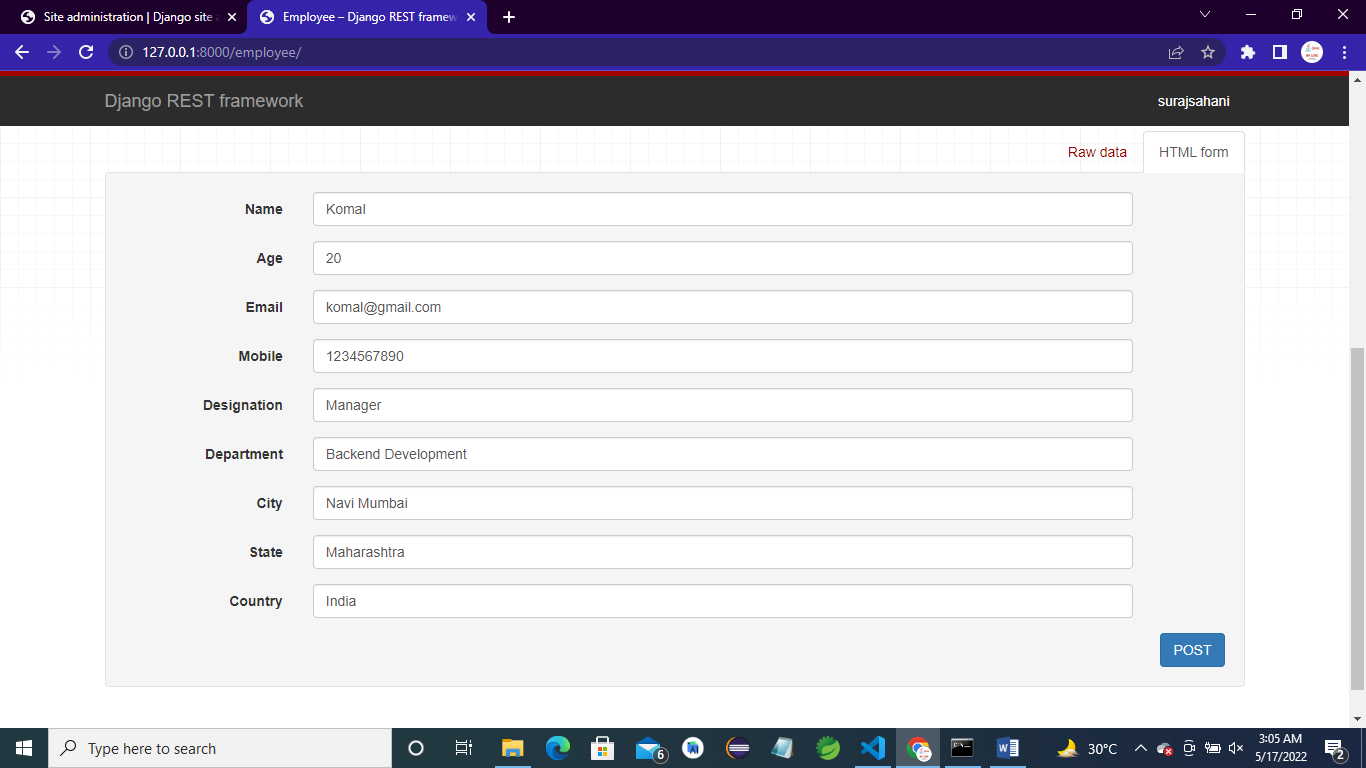 Site administration | Django site a
Employee – Django REST framew
127.0.0.1:8000/employee/
Django REST framework
surajsahani
Raw data
HTML form
Name Komal
Age 20
Email komal@gmail.com
Mobile 1234567890
Designation Manager
Department Backend Development
City Navi Mumbai
State Maharashtra
Country India
POST
Type here to search
6
30°C
3:05 AM
5/17/2022
2